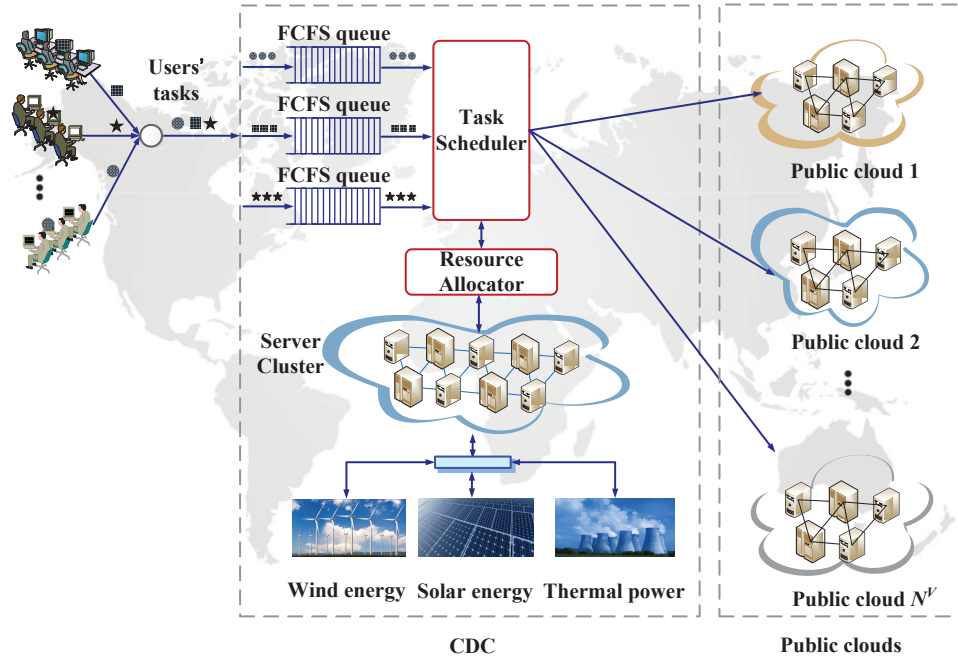 Users'
tasks
FCFS queue
FCFS queue
FCFS queue
Task
Scheduler
Resource
Allocator
Server
Cluster
Wind energy
Solar energy
Thermal power
CDC
Public cloud 1
Public cloud 2
Public cloud N^V
Public clouds